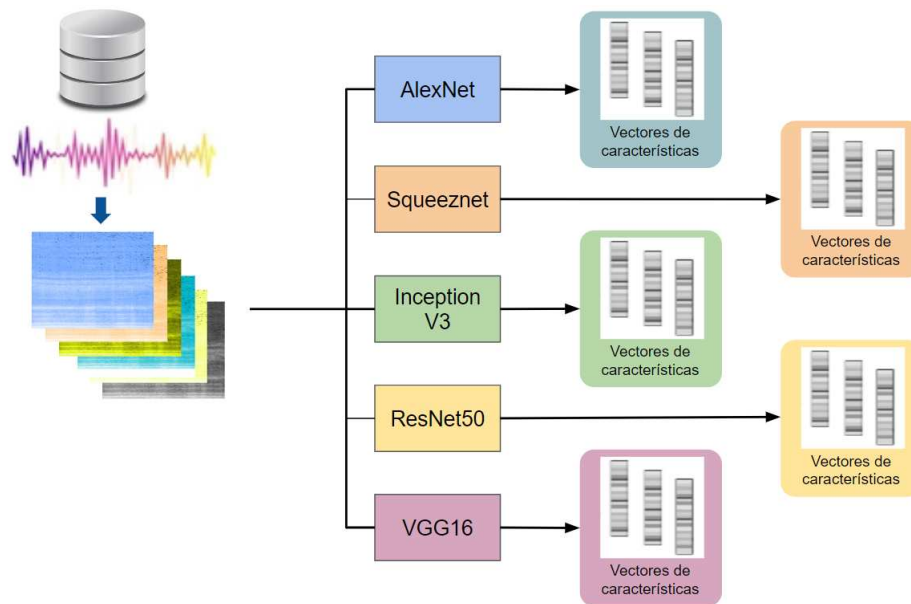 AlexNet
Vectores de
características
Squeeznet
Vectores de
características
Inception
V3
Vectores de
características
ResNet50
Vectores de
características
VGG16
Vectores de
características